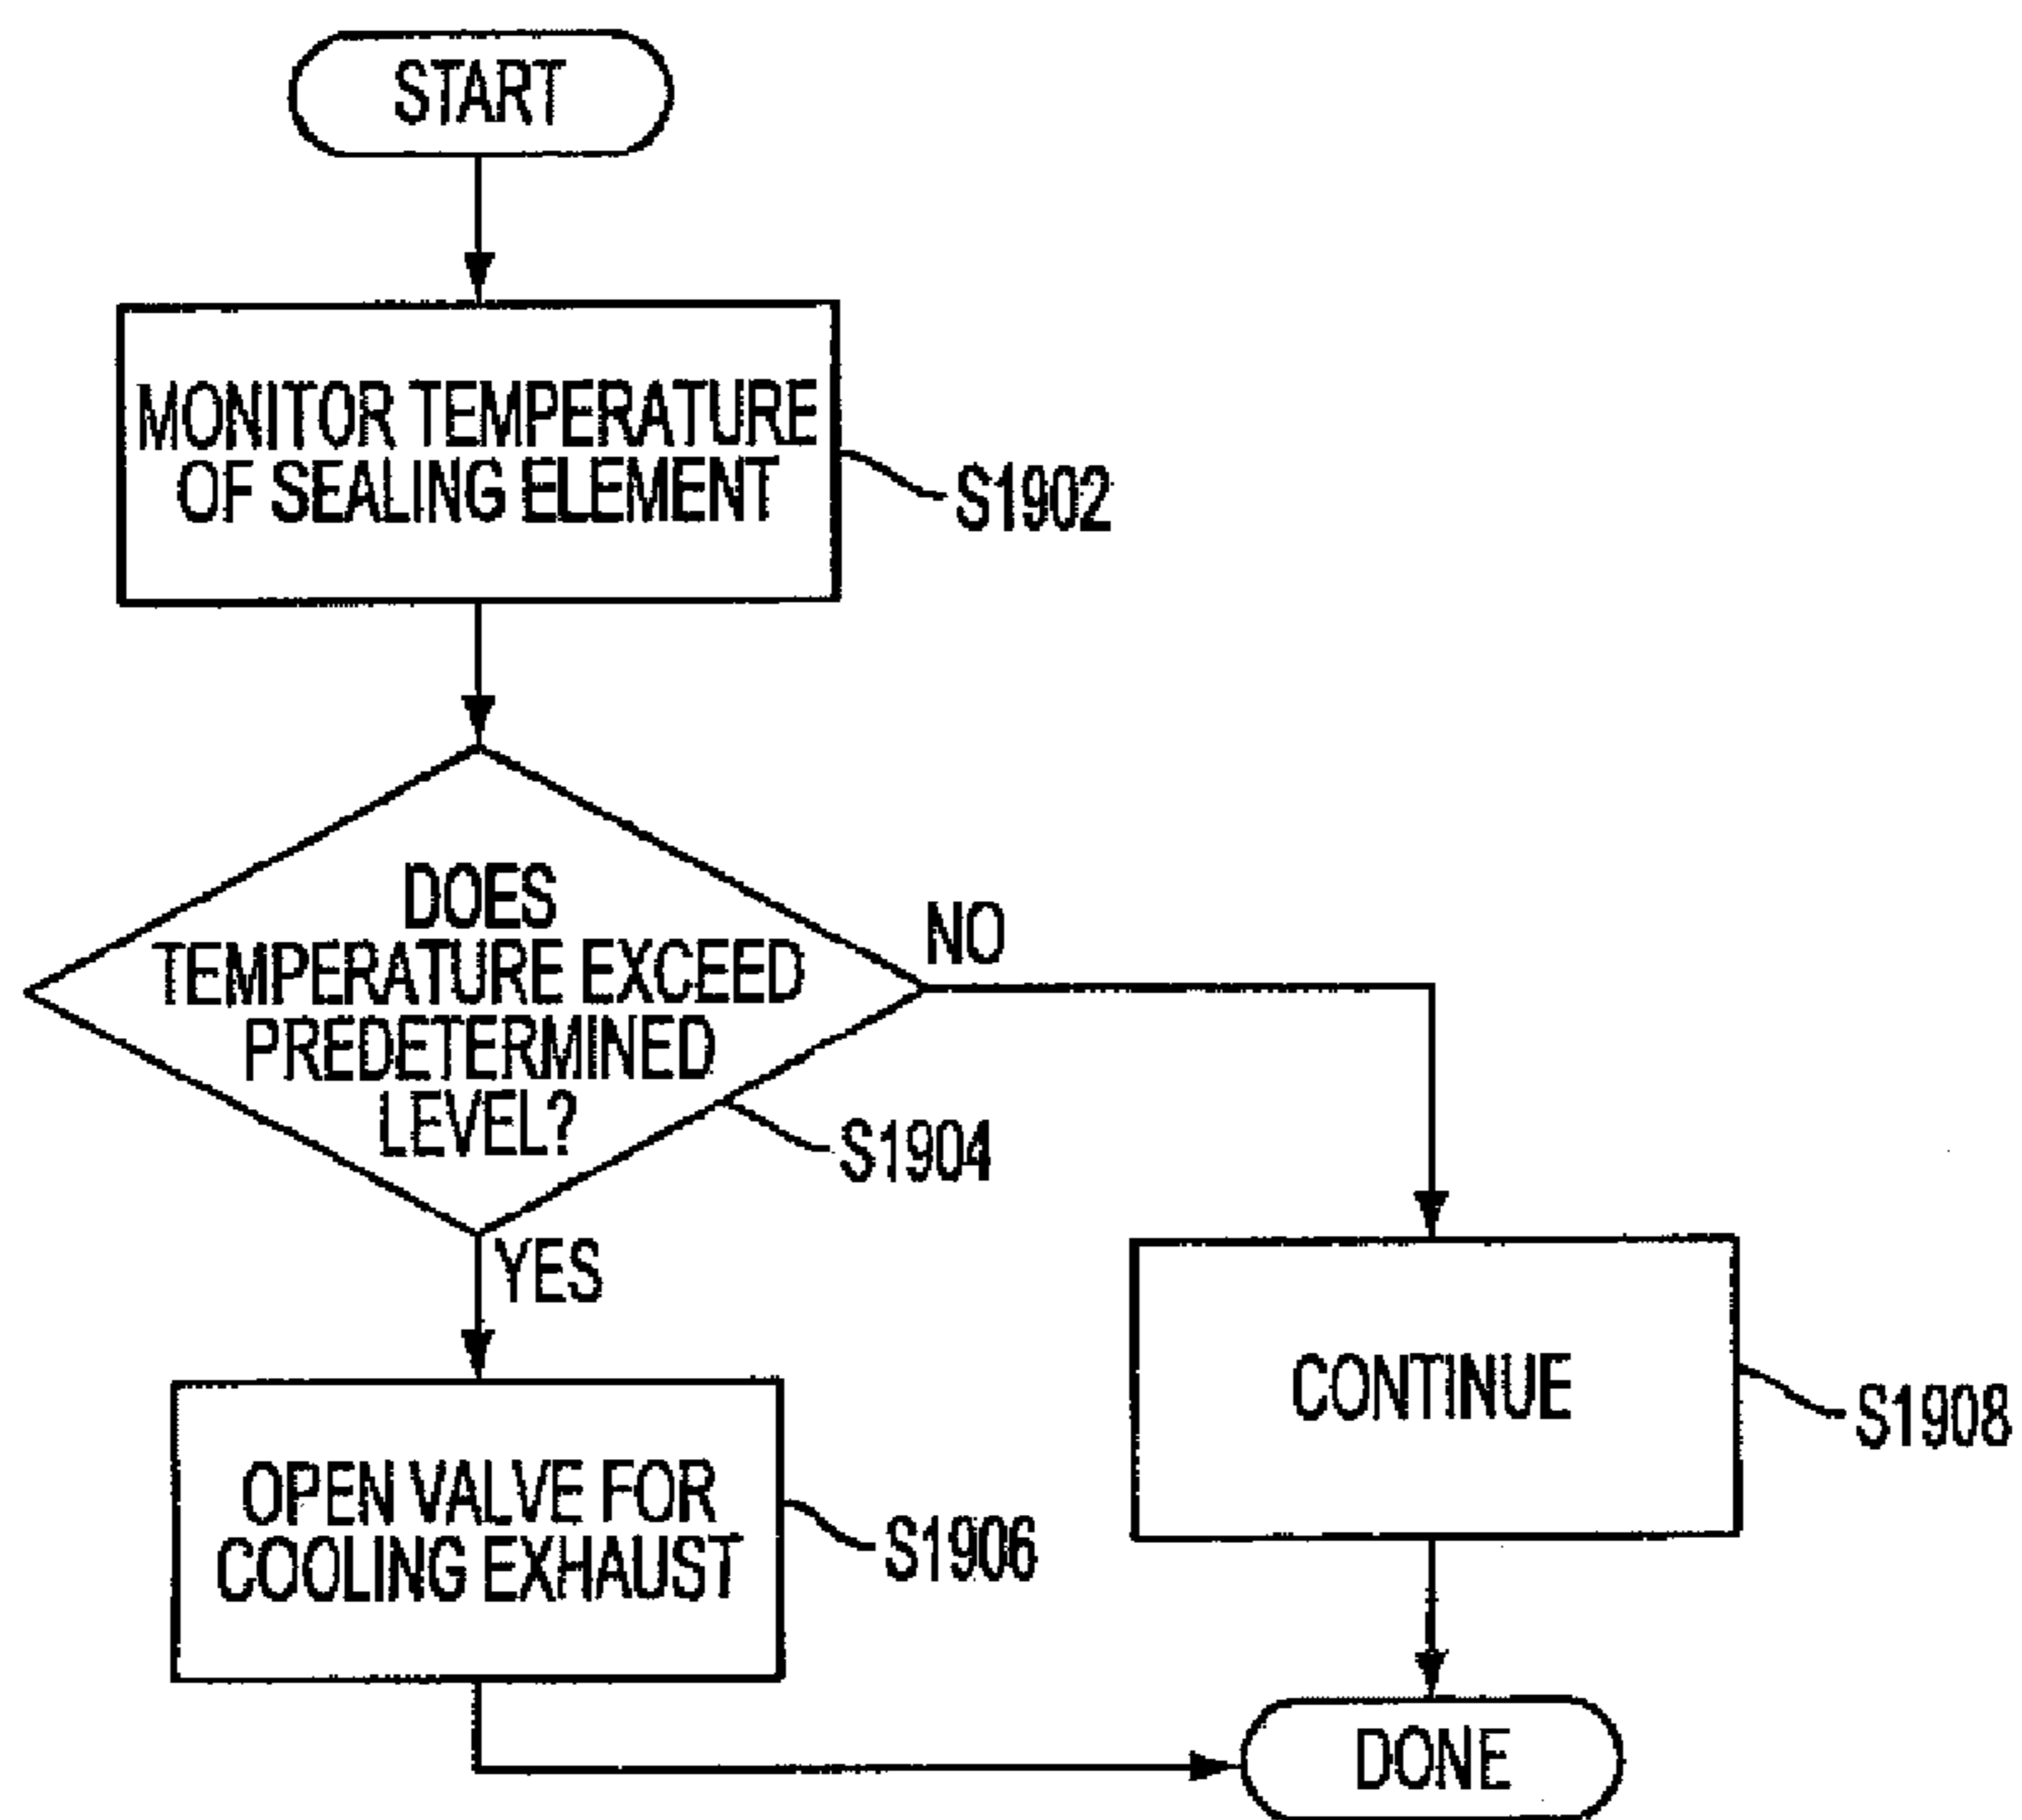 START
MONITOR TEMPERATURE
OF SEALING ELEMENT
S1902
DOES
TEMPERATURE EXCEED
PREDETERMINED
LEVEL?
NO
S1904
YES
CONTINUE
S1908
OPEN VALVE FOR
COOLING EXHAUST
S1906
DONE